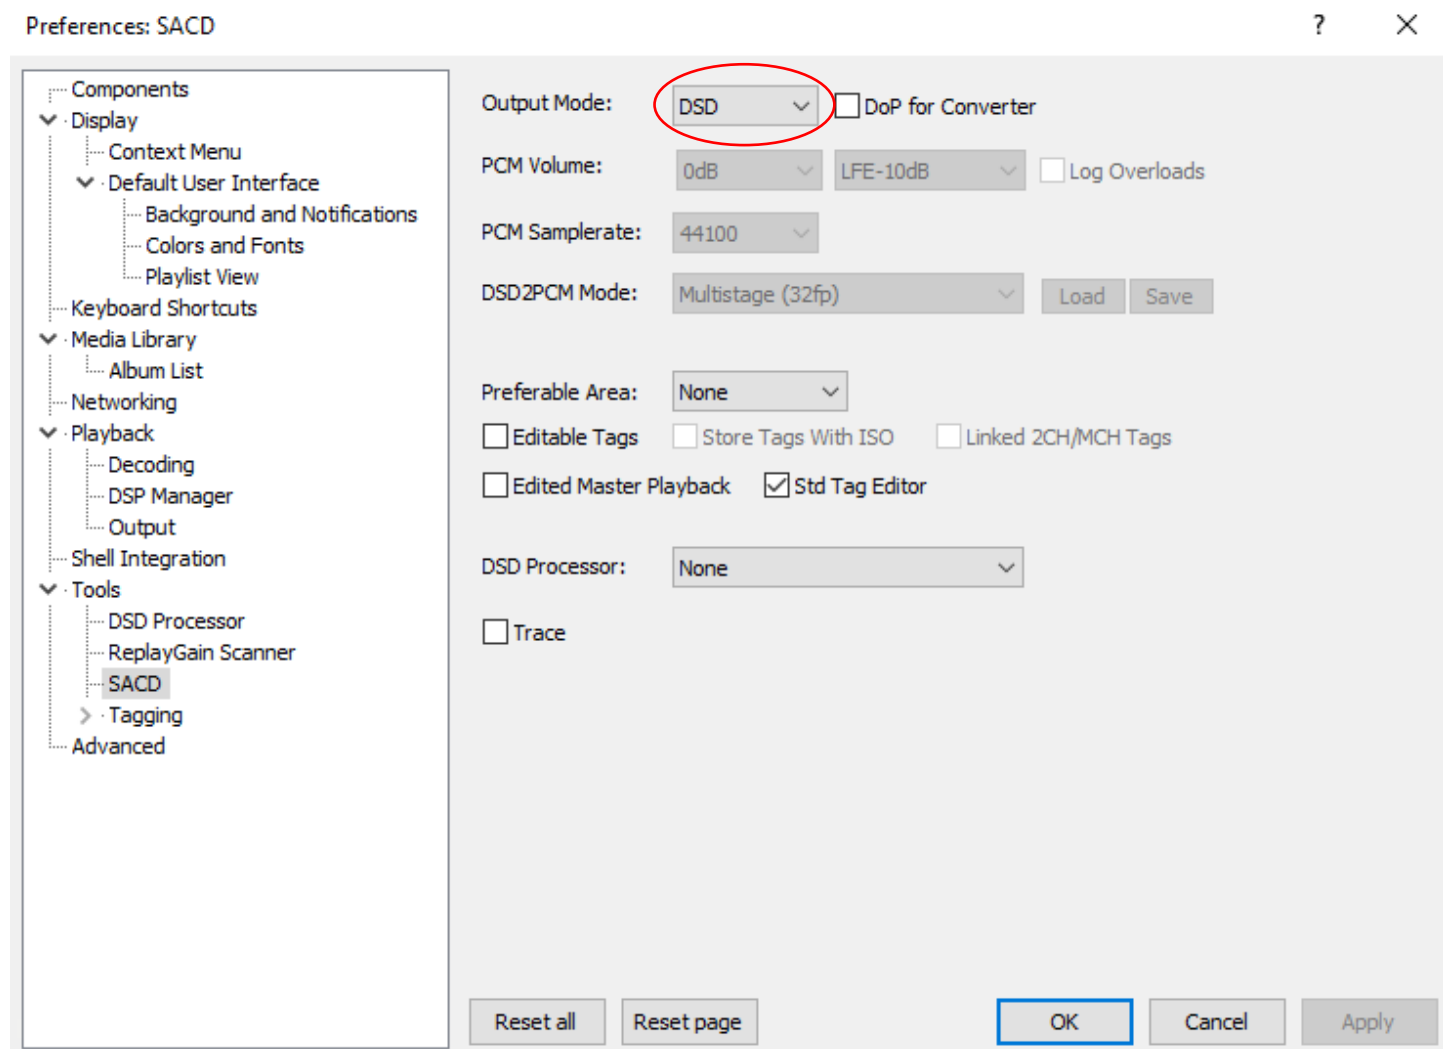 Preferences: SACD
?
Components
Display
Context Menu
Default User Interface
Background and Notifications
Colors and Fonts
Playlist View
Keyboard Shortcuts
Media Library
Album List
Networking
Playback
Decoding
DSP Manager
Output
Shell Integration
Tools
DSD Processor
ReplayGain Scanner
SACD
Tagging
Advanced
Output Mode: DSD DoP for Converter
PCM Volume: 0dB LFE-10dB Log Overloads
PCM Samplerate: 44100
DSD2PCM Mode: Multistage (32fp) Load Save
Preferable Area: None
Editable Tags Store Tags With ISO Linked 2CH/MCH Tags
Edited Master Playback Std Tag Editor
DSD Processor: None
Trace
Reset all Reset page OK Cancel Apply